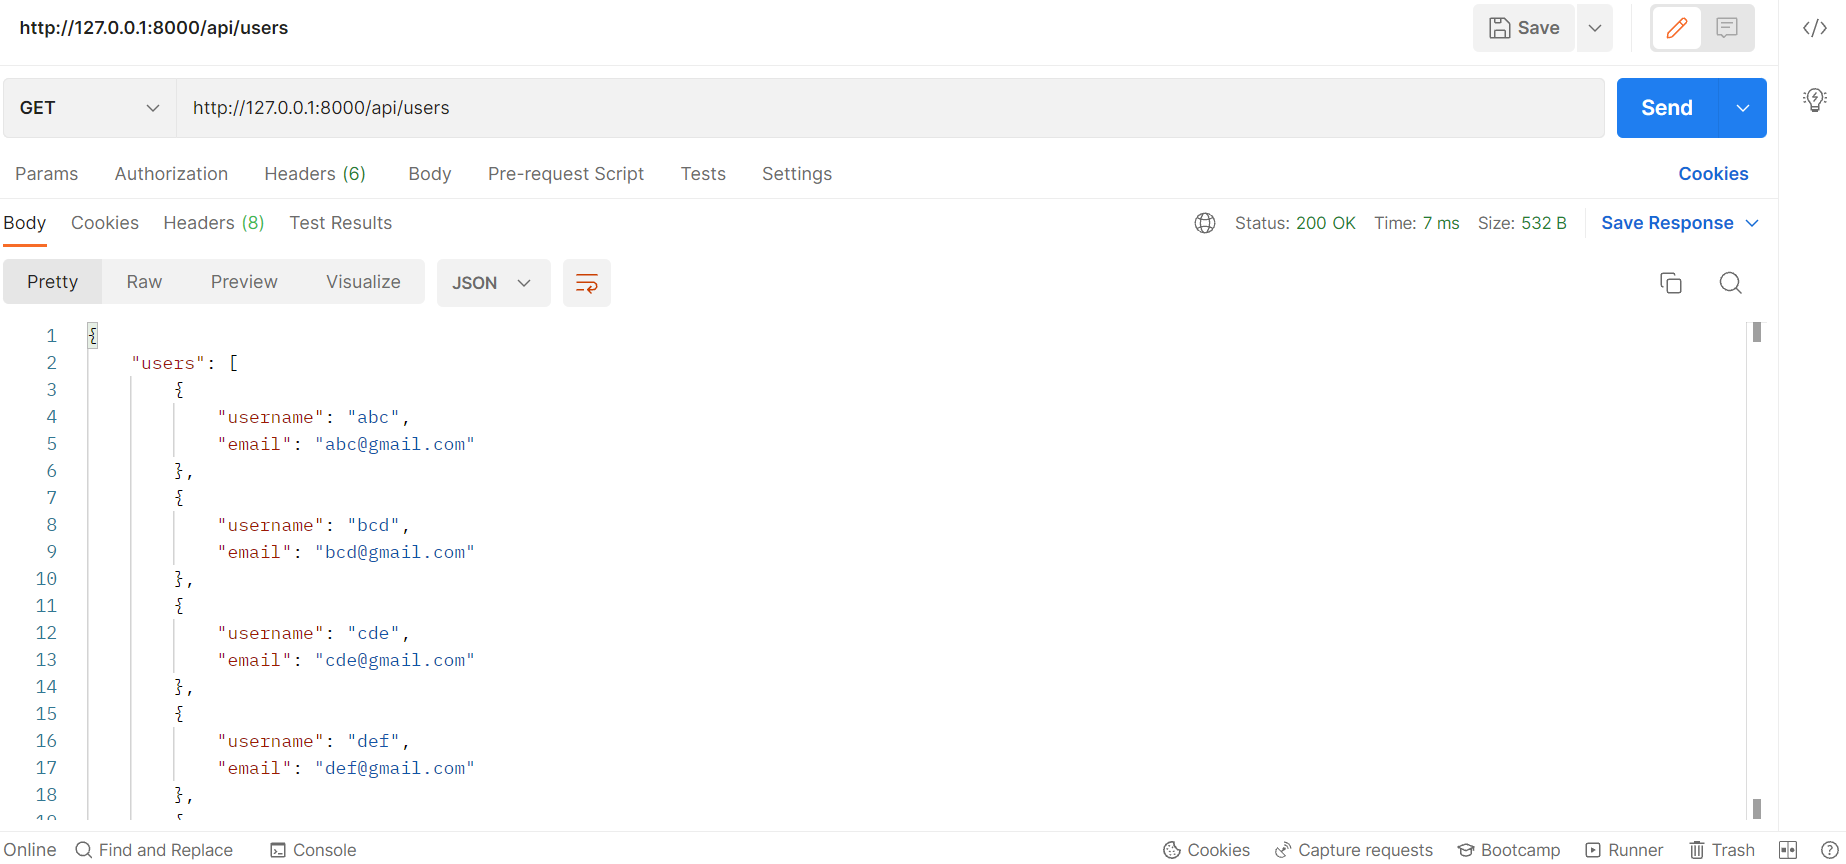 http://127.0.0.1:8000/api/users
Save
GET
http://127.0.0.1:8000/api/users
Send
Params Authorization Headers (6) Body Pre-request Script Tests Settings Cookies
Body Cookies Headers (8) Test Results Status: 200 OK Time: 7 ms Size: 532 B Save Response
Pretty Raw Preview Visualize JSON
1 {
2 "users": [
3 {
4 "username": "abc",
5 "email": "abc@gmail.com"
6 },
7 {
8 "username": "bcd",
9 "email": "bcd@gmail.com"
10 },
11 {
12 "username": "cde",
13 "email": "cde@gmail.com"
14 },
15 {
16 "username": "def",
17 "email": "def@gmail.com"
18 },
Online Find and Replace Console Cookies Capture requests Bootcamp Runner Trash